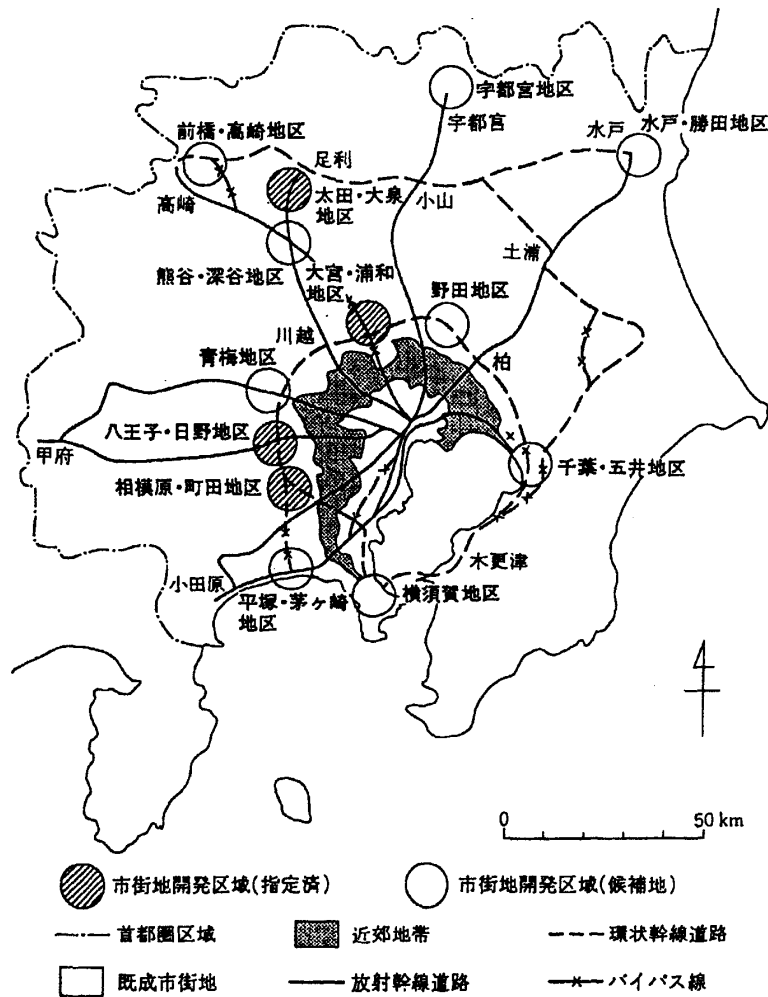 宇都宮地区
宇都宮
水戸
水戸・勝田地区
前橋・高崎地区
足利
高崎
太田・大泉
地区
小山
土浦
熊谷・深谷地区
大宮・浦和
地区
野田地区
川越
青梅地区
柏
八王子・日野地区
甲府
千葉・五井地区
相模原・町田地区
木更津
小田原
平塚・茅ヶ崎
地区
横須賀地区
0
50 km
市街地開発区域(指定済)
市街地開発区域(候補地)
首都圏区域
近郊地帯
環状幹線道路
既成市街地
放射幹線道路
バイパス線